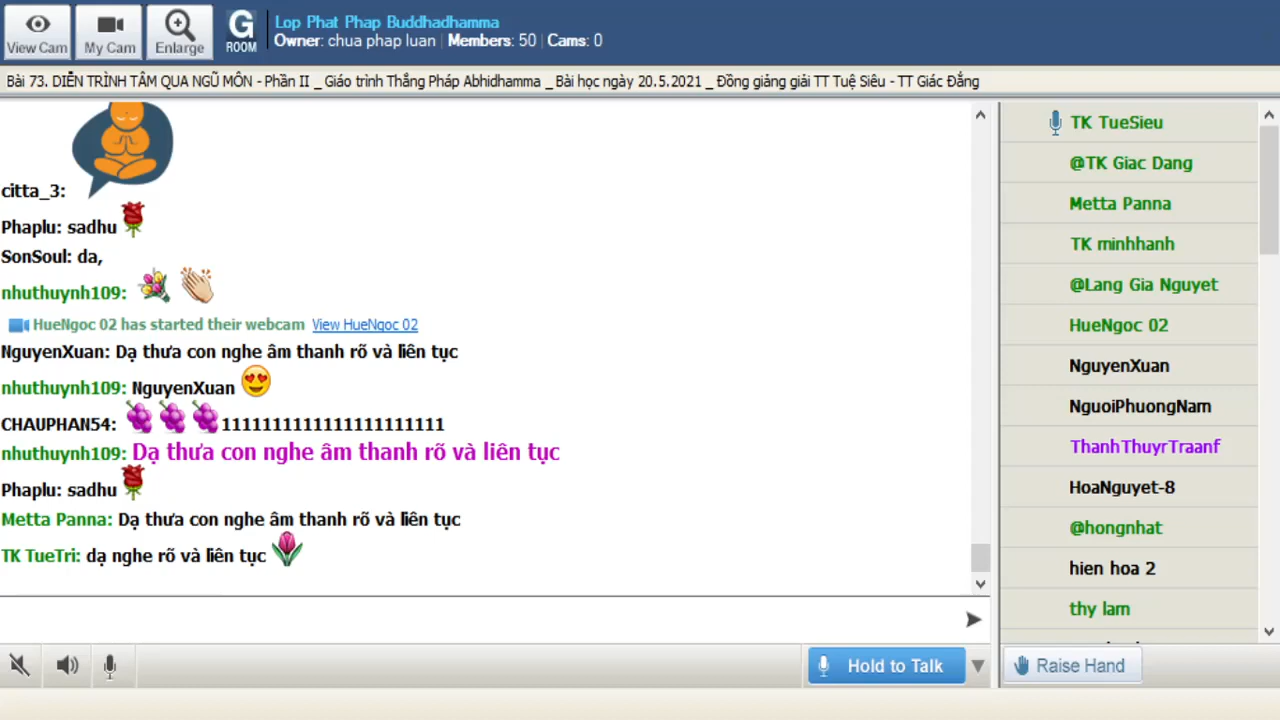 View Cam
My Cam
Enlarge
G
ROOM
Lop Phat Phap Buddhadhamma
Owner: chua phap luan | Members: 50 | Cams: 0
Bài 73. DIỄN TRÌNH TÂM QUA NGŨ MÔN - Phần II _ Giáo trình Thắng Pháp Abhidhamma _ Bài học ngày 20.5.2021 _ Đồng giảng giải TT Tuệ Siêu - TT Giác Đẳng
citta_3:
Phaplu: sadhu
SonSoul: da,
nhuthuynh109:
HueNgoc 02 has started their webcam View HueNgoc 02
NguyenXuan: Dạ thưa con nghe âm thanh rõ và liên tục
nhuthuynh109: NguyenXuan
CHAUPHAN54: 1111111111111111111111
nhuthuynh109: Dạ thưa con nghe âm thanh rõ và liên tục
Phaplu: sadhu
Metta Panna: Dạ thưa con nghe âm thanh rõ và liên tục
TK TueTri: dạ nghe rõ và liên tục
Hold to Talk
TK TueSieu
@TK Giac Dang
Metta Panna
TK minhhanh
@Lang Gia Nguyet
HueNgoc 02
NguyenXuan
NguoiPhuongNam
ThanhThuyrTraanf
HoaNguyet-8
@hongnhat
hien hoa 2
thy lam
Raise Hand